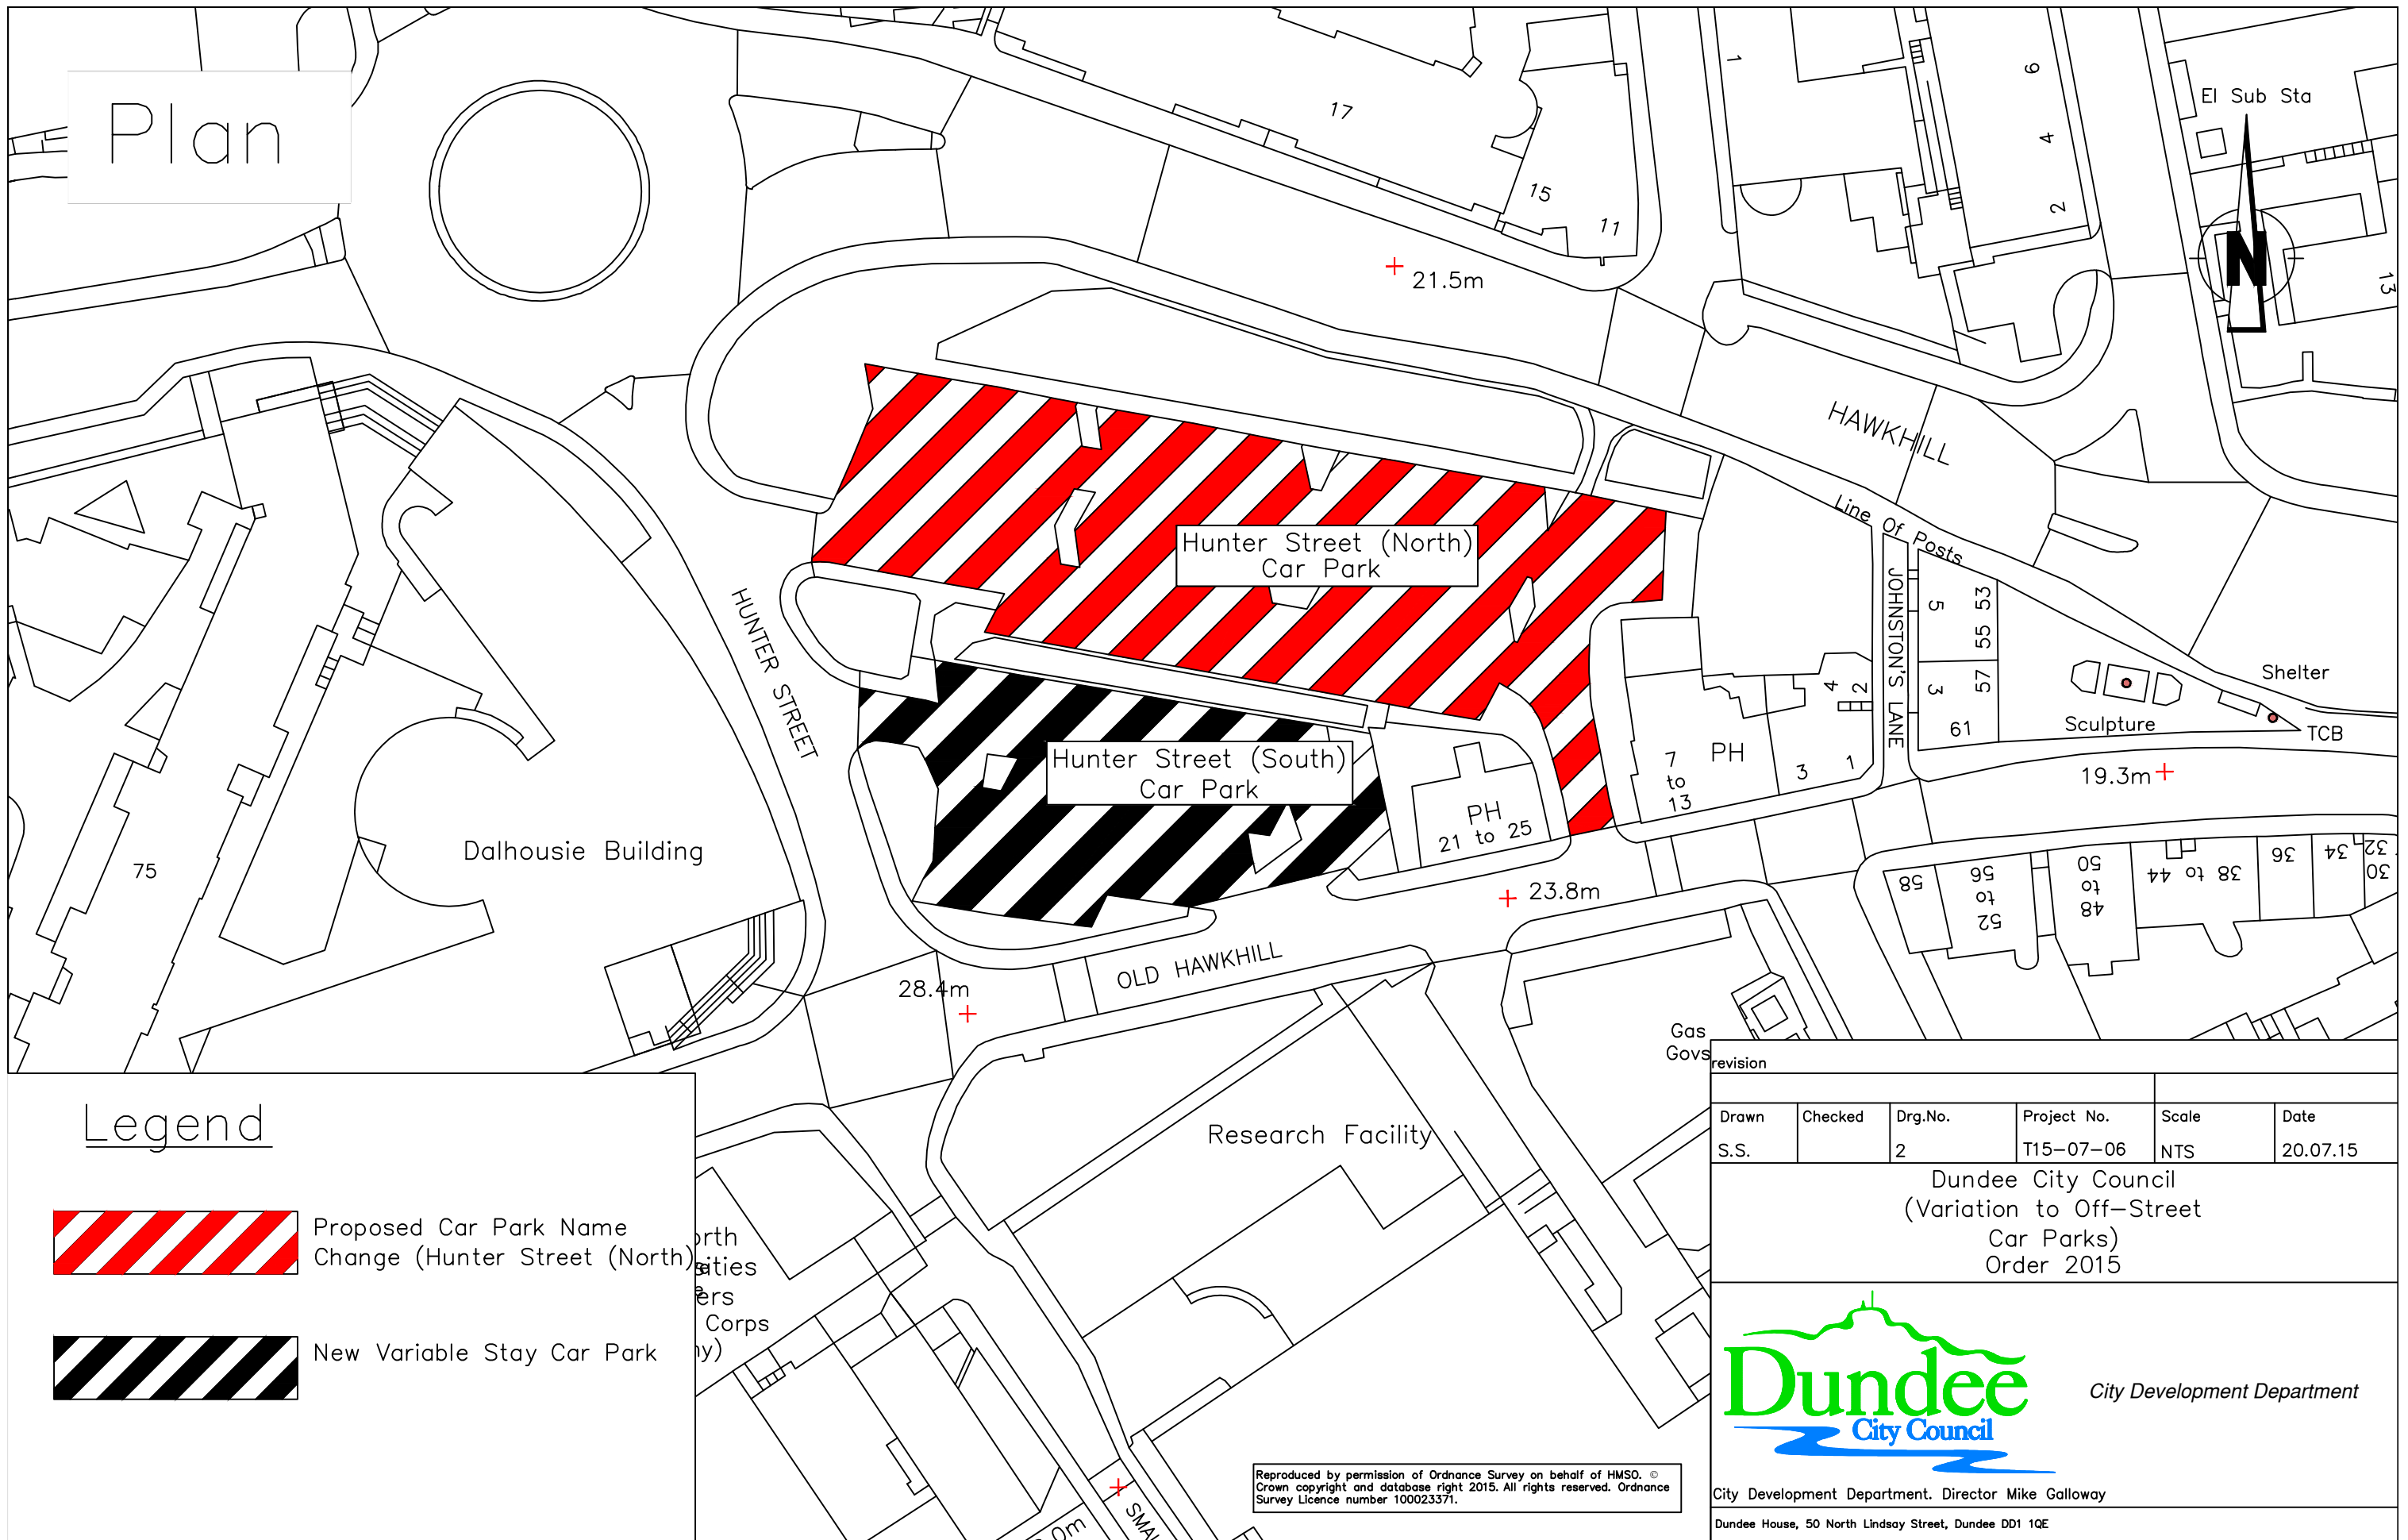 Plan
17
15
11
1
6
4
2
El Sub Sta
N
13
21.5m
HAWKHILL
Line Of Posts
Hunter Street (North)
Car Park
HUNTER STREET
JOHNSTON'S LANE
5
53
55
3
57
61
4
2
Shelter
Sculpture
TCB
19.3m
Hunter Street (South)
Car Park
PH
7
to
13
3
1
PH
21 to 25
Dalhousie Building
75
23.8m
58
56
to
52
50
to
48
44 to 38
36
34
32
30
OLD HAWKHILL
28.4m
Gas
Govs
Research Facility
Legend
Proposed Car Park Name
Change (Hunter Street (North)
New Variable Stay Car Park
Corps
revision
Drawn Checked Drg.No. Project No. Scale Date
S.S. 2 T15-07-06 NTS 20.07.15
Dundee City Council
(Variation to Off-Street
Car Parks)
Order 2015
Dundee
City Council
City Development Department
City Development Department. Director Mike Galloway
Dundee House, 50 North Lindsay Street, Dundee DD1 1QE
Reproduced by permission of Ordnance Survey on behalf of HMSO. ©
Crown copyright and database right 2015. All rights reserved. Ordnance
Survey Licence number 100023371.